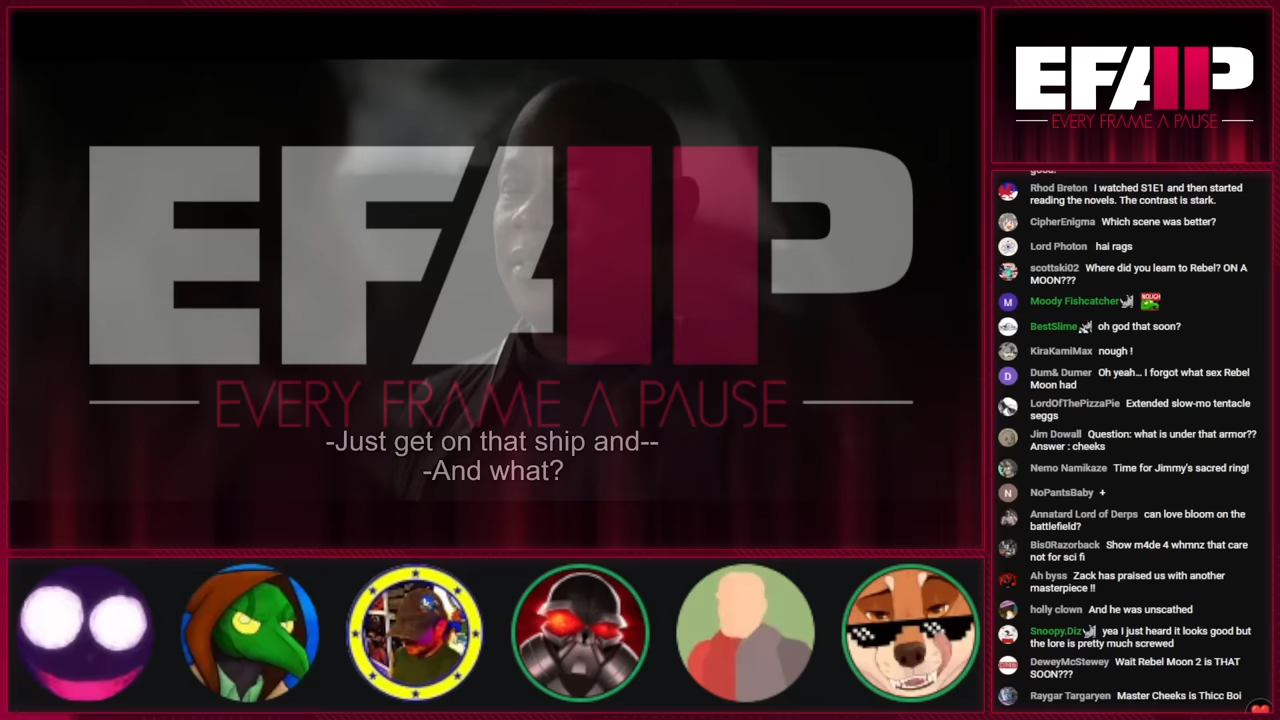 EFAP
EVERY FRAME A PAUSE
-Just get on that ship and--
-And what?
EFAP
EVERY FRAME A PAUSE
good.
Rhod Breton I watched S1E1 and then started
reading the novels. The contrast is stark.
CipherEnigma Which scene was better?
Lord Photon hai rags
scottski02 Where did you learn to Rebel? ON A
MOON???
M
Moody Fishcatcher NOUGH
BestSlime oh god that soon?
KiraKamiMax nough !
D
Dum& Dumer Oh yeah... I forgot what sex Rebel
Moon had
LordOfThePizzaPie Extended slow-mo tentacle
seggs
Jim Dowall Question: what is under that armor??
Answer : cheeks
Nemo Namikaze Time for Jimmy's sacred ring!
N
NoPantsBaby +
Annatard Lord of Derps can love bloom on the
battlefield?
Bis0Razorback Show m4de 4 whmnz that care
not for sci fi
Ah byss Zack has praised us with another
masterpiece !!
holly clown And he was unscathed
Snoopy.Diz yea I just heard it looks good but
the lore is pretty much screwed
DeweyMcStewey Wait Rebel Moon 2 is THAT
SOON???
Raygar Targaryen Master Cheeks is Thicc Boi